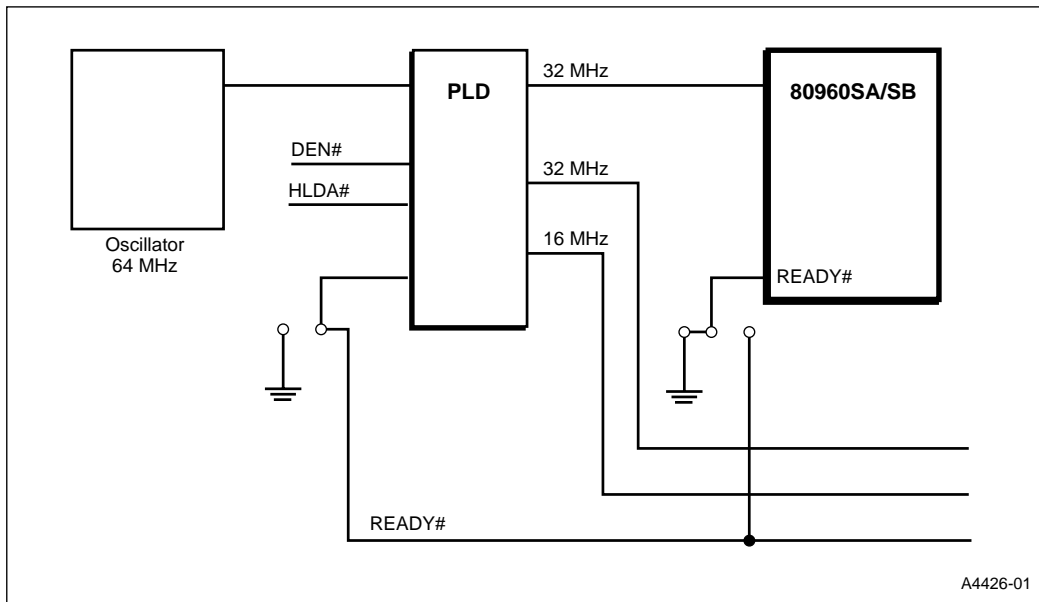 32 MHz
PLD
80960SA/SB
DEN#
32 MHz
HLDA#
Oscillator
64 MHz
16 MHz
READY#
READY#
A4426-01